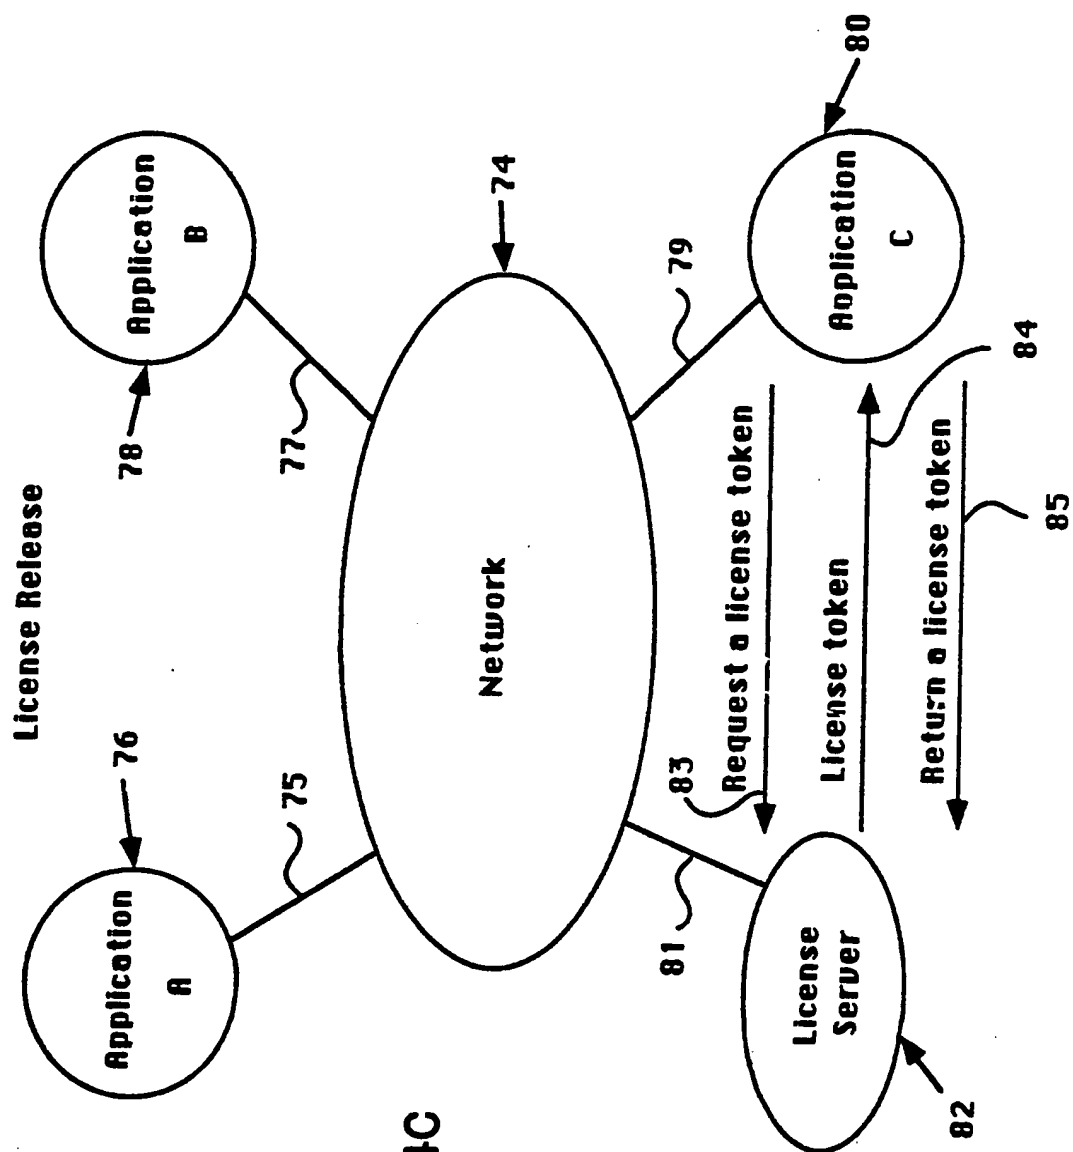 License Release
76
Application
A
75
78
Application
B
77
Network
74
81
License
Server
82
83
Request a license token
License token
Return a license token
79
Application
C
80
84
85
4C